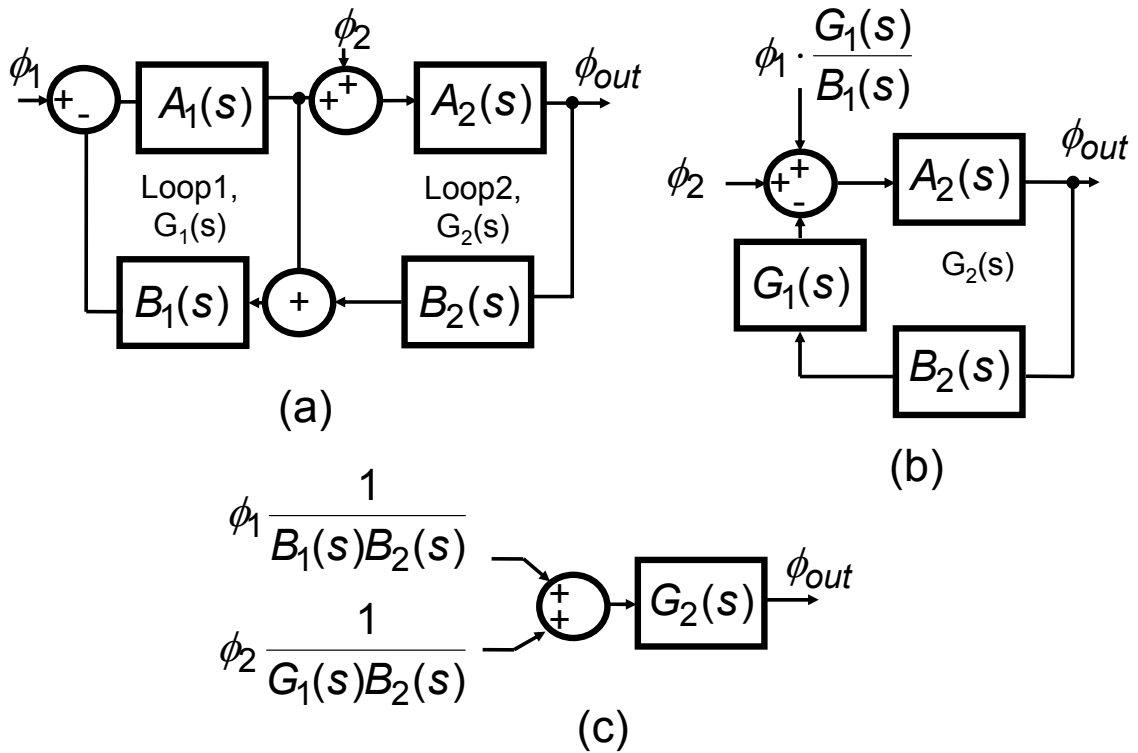 ϕ1 + - A1(s) ϕ2 + + A2(s) ϕout
Loop1,
G1(s)
Loop2,
G2(s)
B1(s) + B2(s)
(a)
ϕ1 · G1(s)/B1(s)
ϕ2 + + - A2(s) ϕout
G1(s)
G2(s)
B2(s)
(b)
ϕ1 1/B1(s)B2(s)
ϕ2 1/G1(s)B2(s)
+ + G2(s) ϕout
(c)